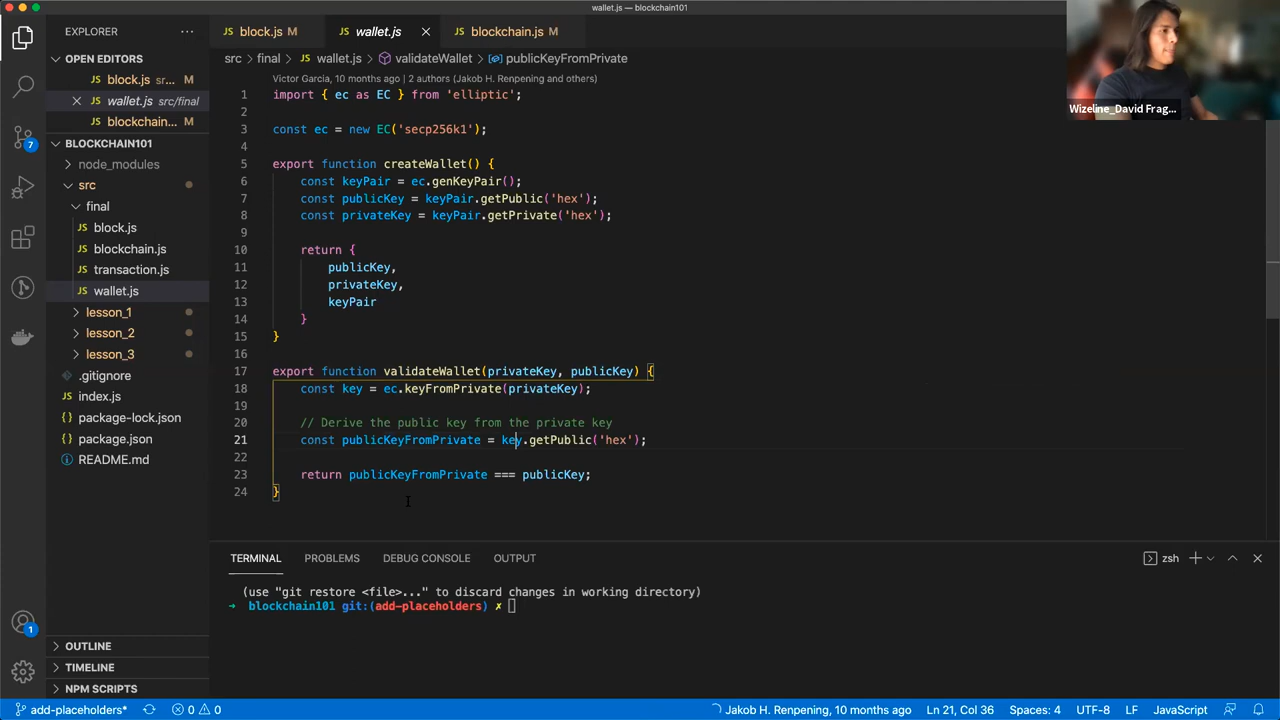 wallet.js — blockchain101
EXPLORER
OPEN EDITORS
JS block.js src... M
JS wallet.js src/final
JS blockchain... M
BLOCKCHAIN101
node_modules
src
final
JS block.js
JS blockchain.js
JS transaction.js
JS wallet.js
lesson_1
lesson_2
lesson_3
.gitignore
JS index.js
{} package-lock.json
{} package.json
README.md
OUTLINE
TIMELINE
NPM SCRIPTS
7
1
JS block.js M
JS wallet.js
JS blockchain.js M
src > final > JS wallet.js > validateWallet > publicKeyFromPrivate
Victor Garcia, 10 months ago | 2 authors (Jakob H. Renpening and others)
1 import { ec as EC } from 'elliptic';
2
3 const ec = new EC('secp256k1');
4
5 export function createWallet() {
6 const keyPair = ec.genKeyPair();
7 const publicKey = keyPair.getPublic('hex');
8 const privateKey = keyPair.getPrivate('hex');
9
10 return {
11 publicKey,
12 privateKey,
13 keyPair
14 }
15 }
16
17 export function validateWallet(privateKey, publicKey) {
18 const key = ec.keyFromPrivate(privateKey);
19
20 // Derive the public key from the private key
21 const publicKeyFromPrivate = key.getPublic('hex');
22
23 return publicKeyFromPrivate === publicKey;
24 }
Wizeline_David Frag...
TERMINAL PROBLEMS DEBUG CONSOLE OUTPUT
zsh
(use "git restore <file>..." to discard changes in working directory)
→ blockchain101 git:(add-placeholders) ✗
add-placeholders* 0 0 Jakob H. Renpening, 10 months ago Ln 21, Col 36 Spaces: 4 UTF-8 LF JavaScript